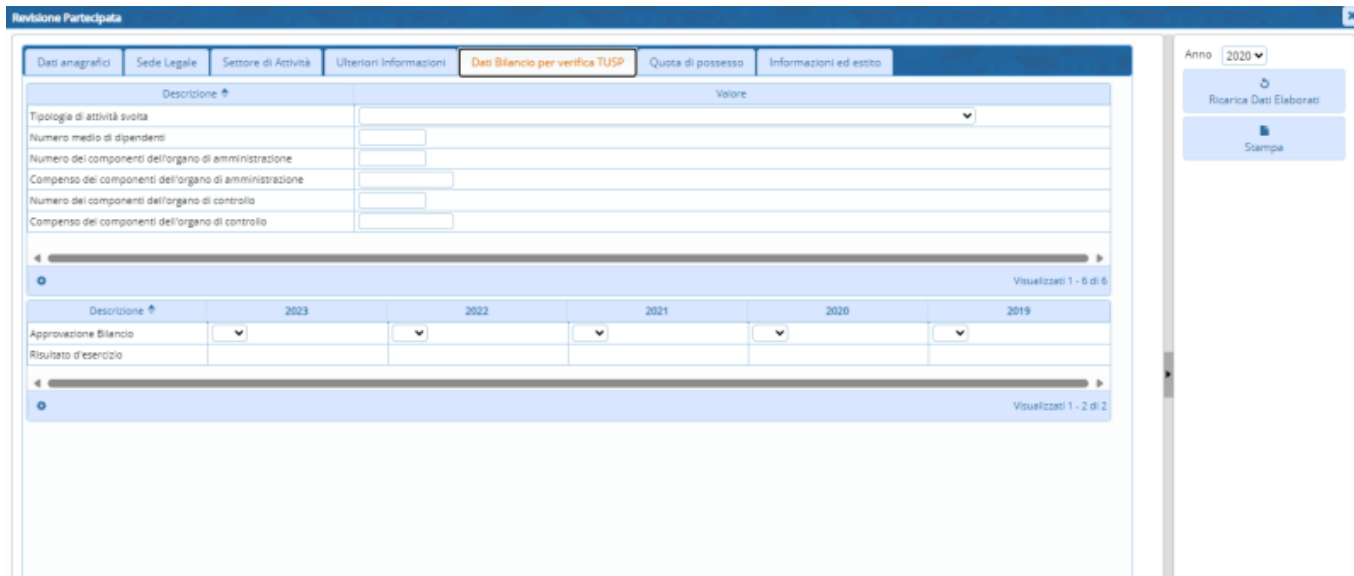 Revisione Partecipata
Dati anagrafici Sede Legale Settore di Attività Ulteriori Informazioni Dati Bilancio per verifica TUSP Quota di possesso Informazioni ed estito
Anno 2020
Ricarica Dati Elaborati
Stampa
Descrizione Valore
Tipologia di attività svolta
Numero medio di dipendenti
Numero dei componenti dell'organo di amministrazione
Compenso dei componenti dell'organo di amministrazione
Numero dei componenti dell'organo di controllo
Compenso dei componenti dell'organo di controllo
Visualizzati 1 - 6 di 6
Descrizione 2023 2022 2021 2020 2019
Approvazione Bilancio
Risultato d'esercizio
Visualizzati 1 - 2 di 2